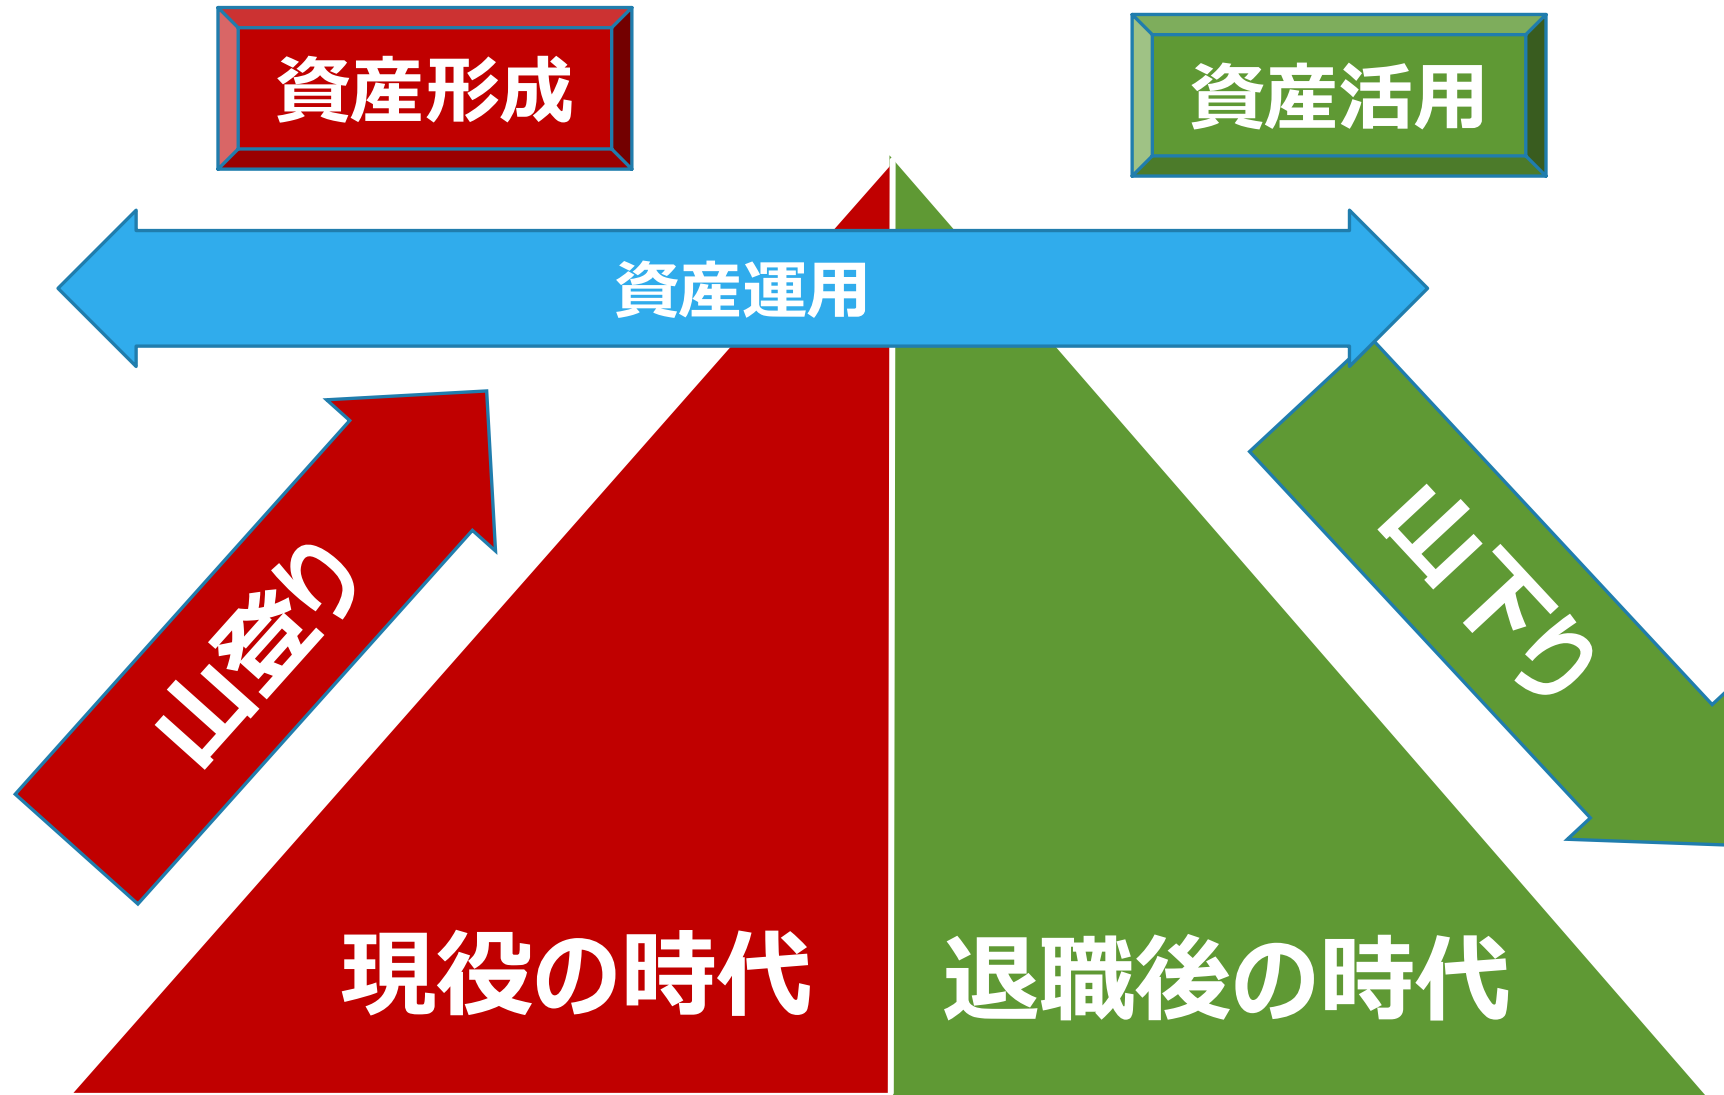 資産形成
資産活用
資産運用
山登り
山下り
現役の時代
退職後の時代